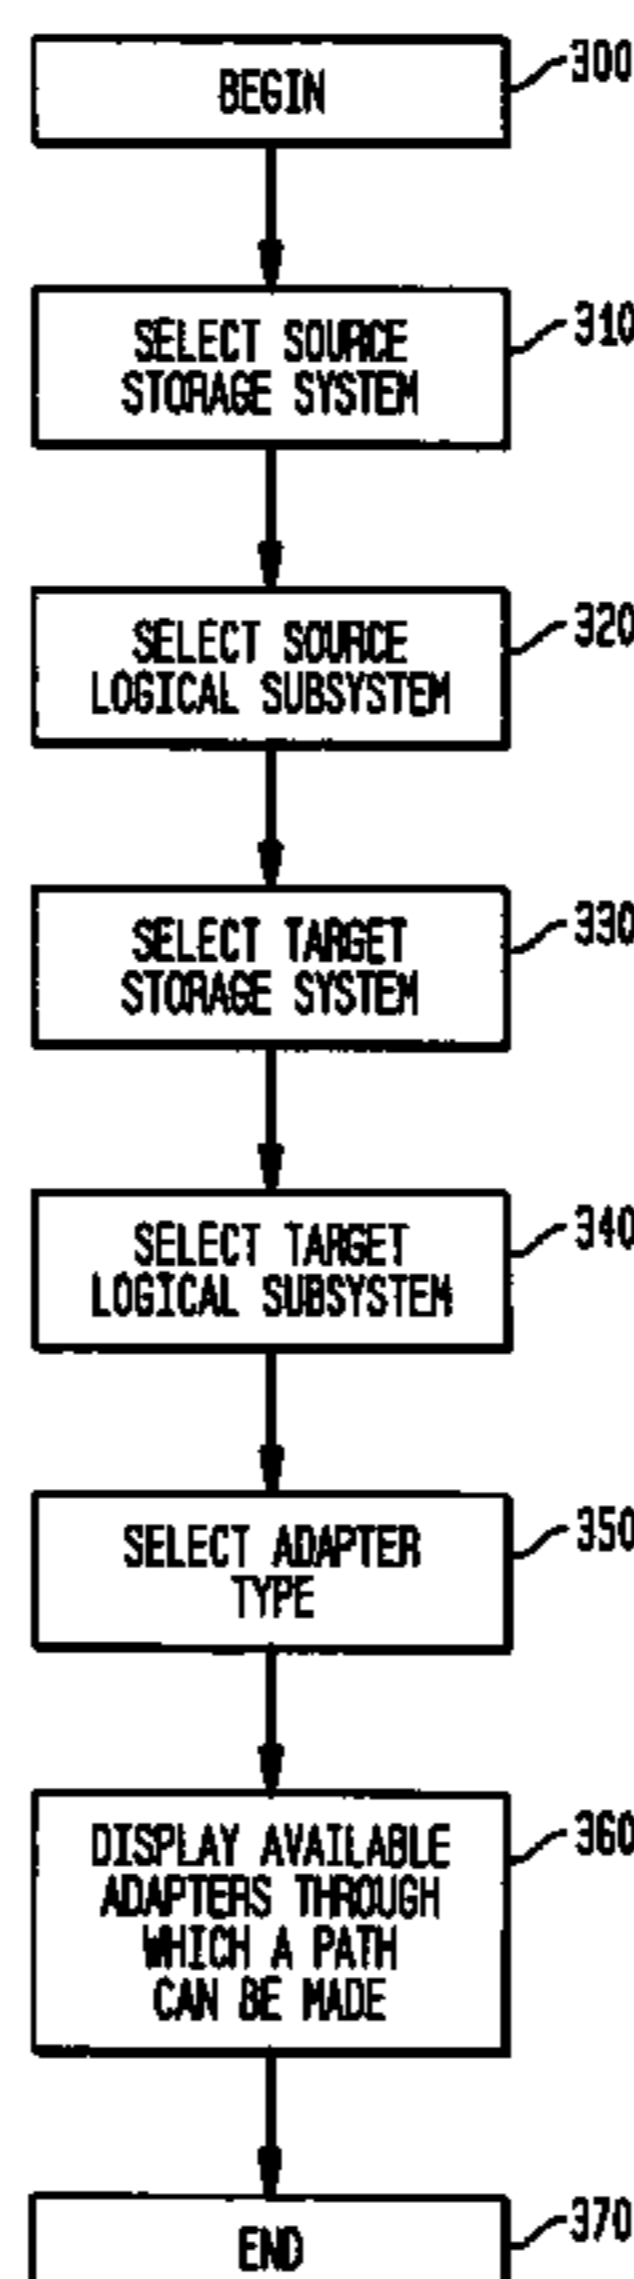 BEGIN
300
SELECT SOURCE
STORAGE SYSTEM
310
SELECT SOURCE
LOGICAL SUBSYSTEM
320
SELECT TARGET
STORAGE SYSTEM
330
SELECT TARGET
LOGICAL SUBSYSTEM
340
SELECT ADAPTER
TYPE
350
DISPLAY AVAILABLE
ADAPTERS THROUGH
WHICH A PATH
CAN BE MADE
360
END
370